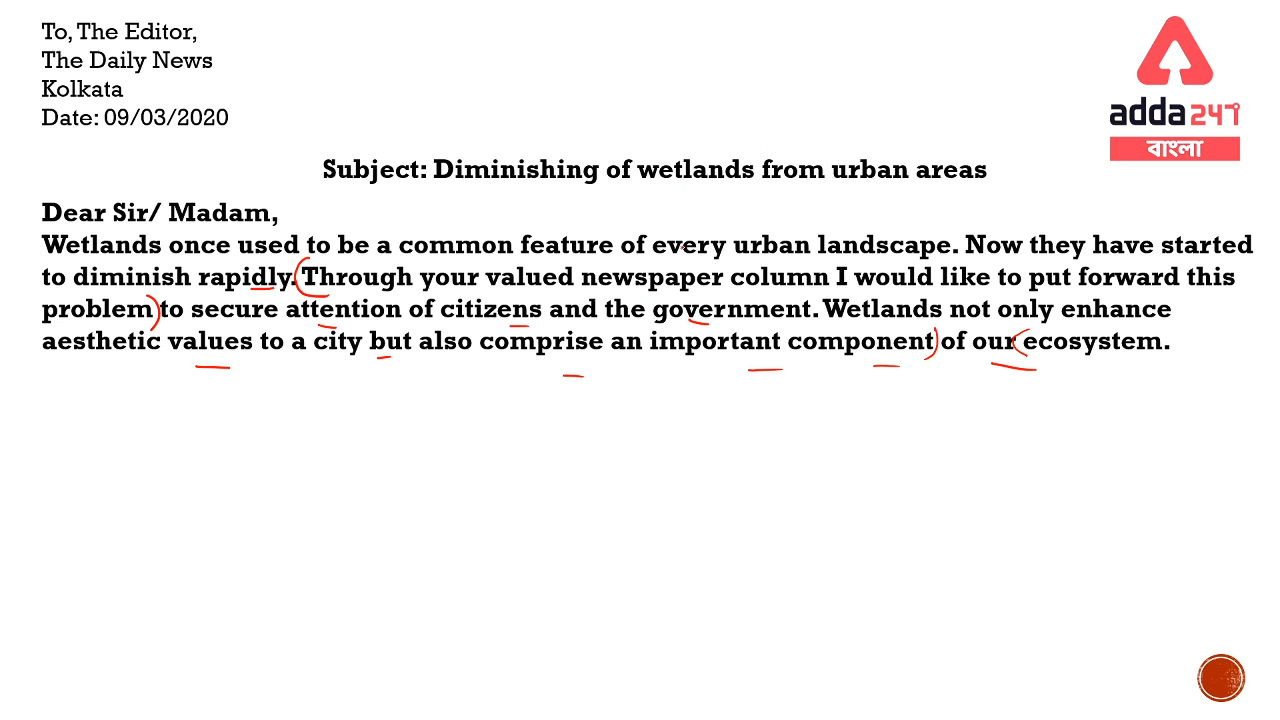 To, The Editor,
The Daily News
Kolkata
Date: 09/03/2020
adda247
বাংলা
Subject: Diminishing of wetlands from urban areas
Dear Sir/ Madam,
Wetlands once used to be a common feature of every urban landscape. Now they have started
to diminish rapidly. Through your valued newspaper column I would like to put forward this
problem to secure attention of citizens and the government. Wetlands not only enhance
aesthetic values to a city but also comprise an important component of our ecosystem.